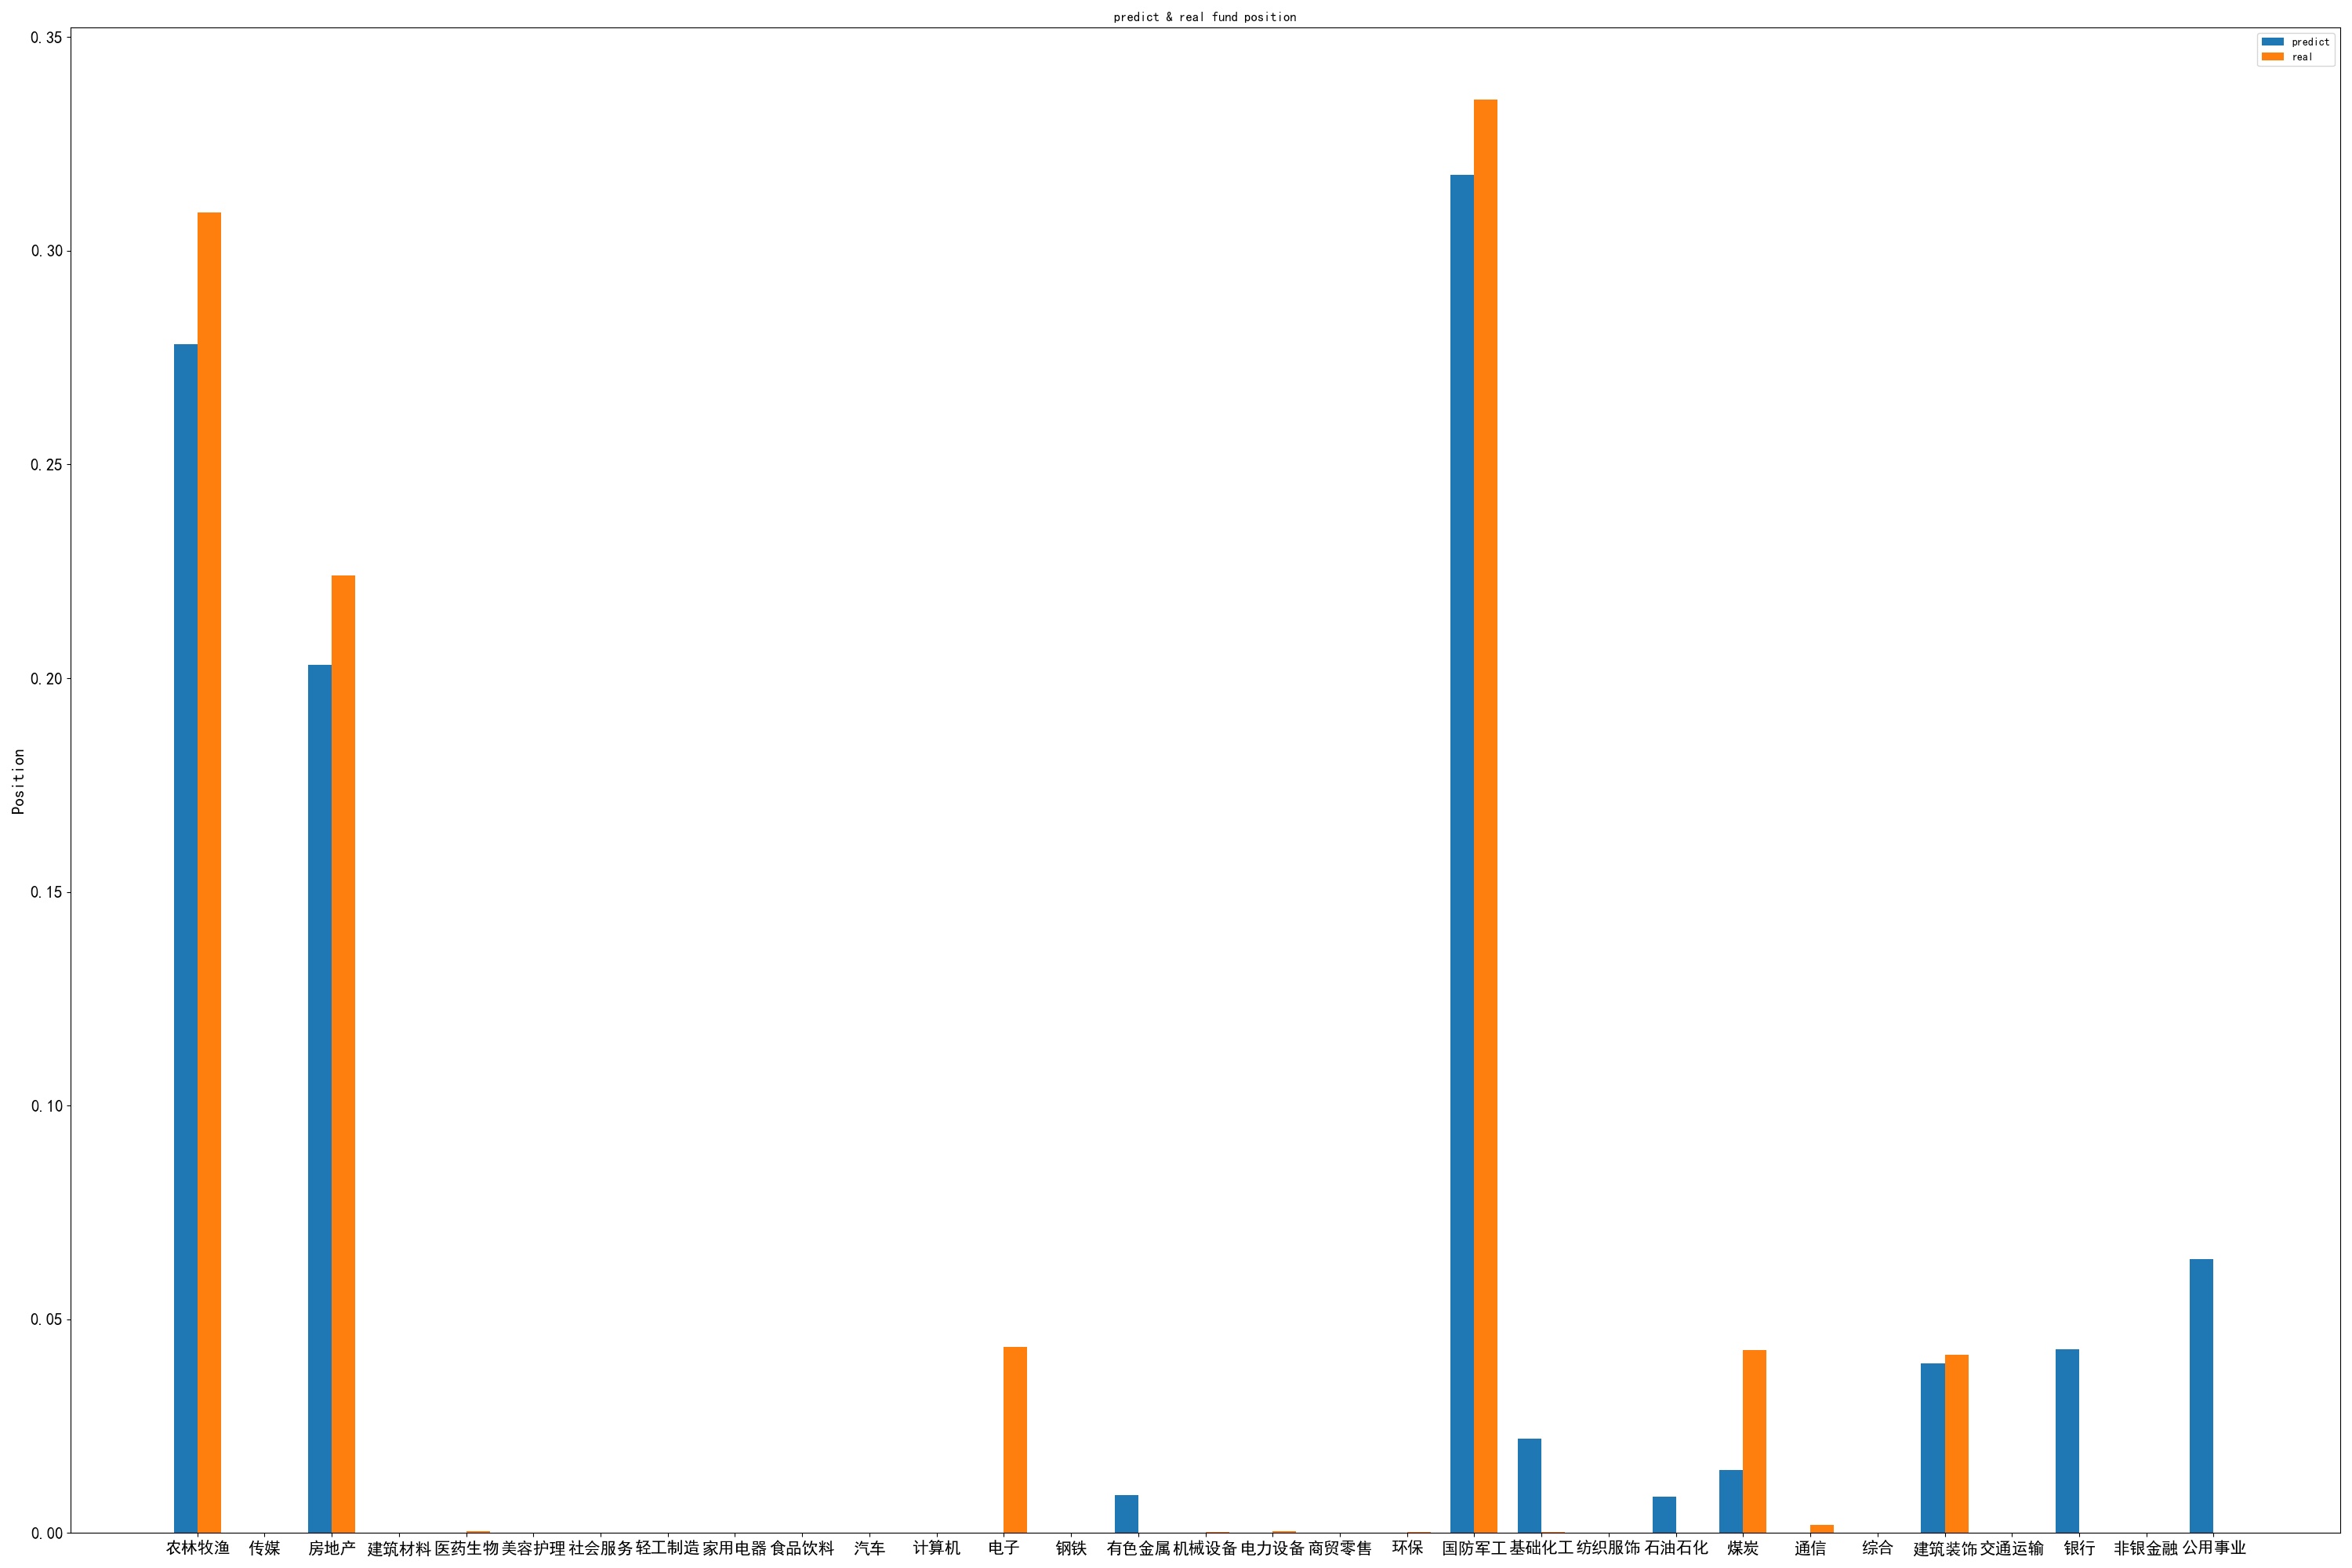 predict & real fund position
predict
real
Position
0.35
0.30
0.25
0.20
0.15
0.10
0.05
0.00
农林牧渔 传媒 房地产 建筑材料 医药生物 美容护理 社会服务 轻工制造 家用电器 食品饮料 汽车 计算机 电子 钢铁 有色金属 机械设备 电力设备 商贸零售 环保 国防军工 基础化工 纺织服饰 石油石化 煤炭 通信 综合 建筑装饰 交通运输 银行 非银金融 公用事业